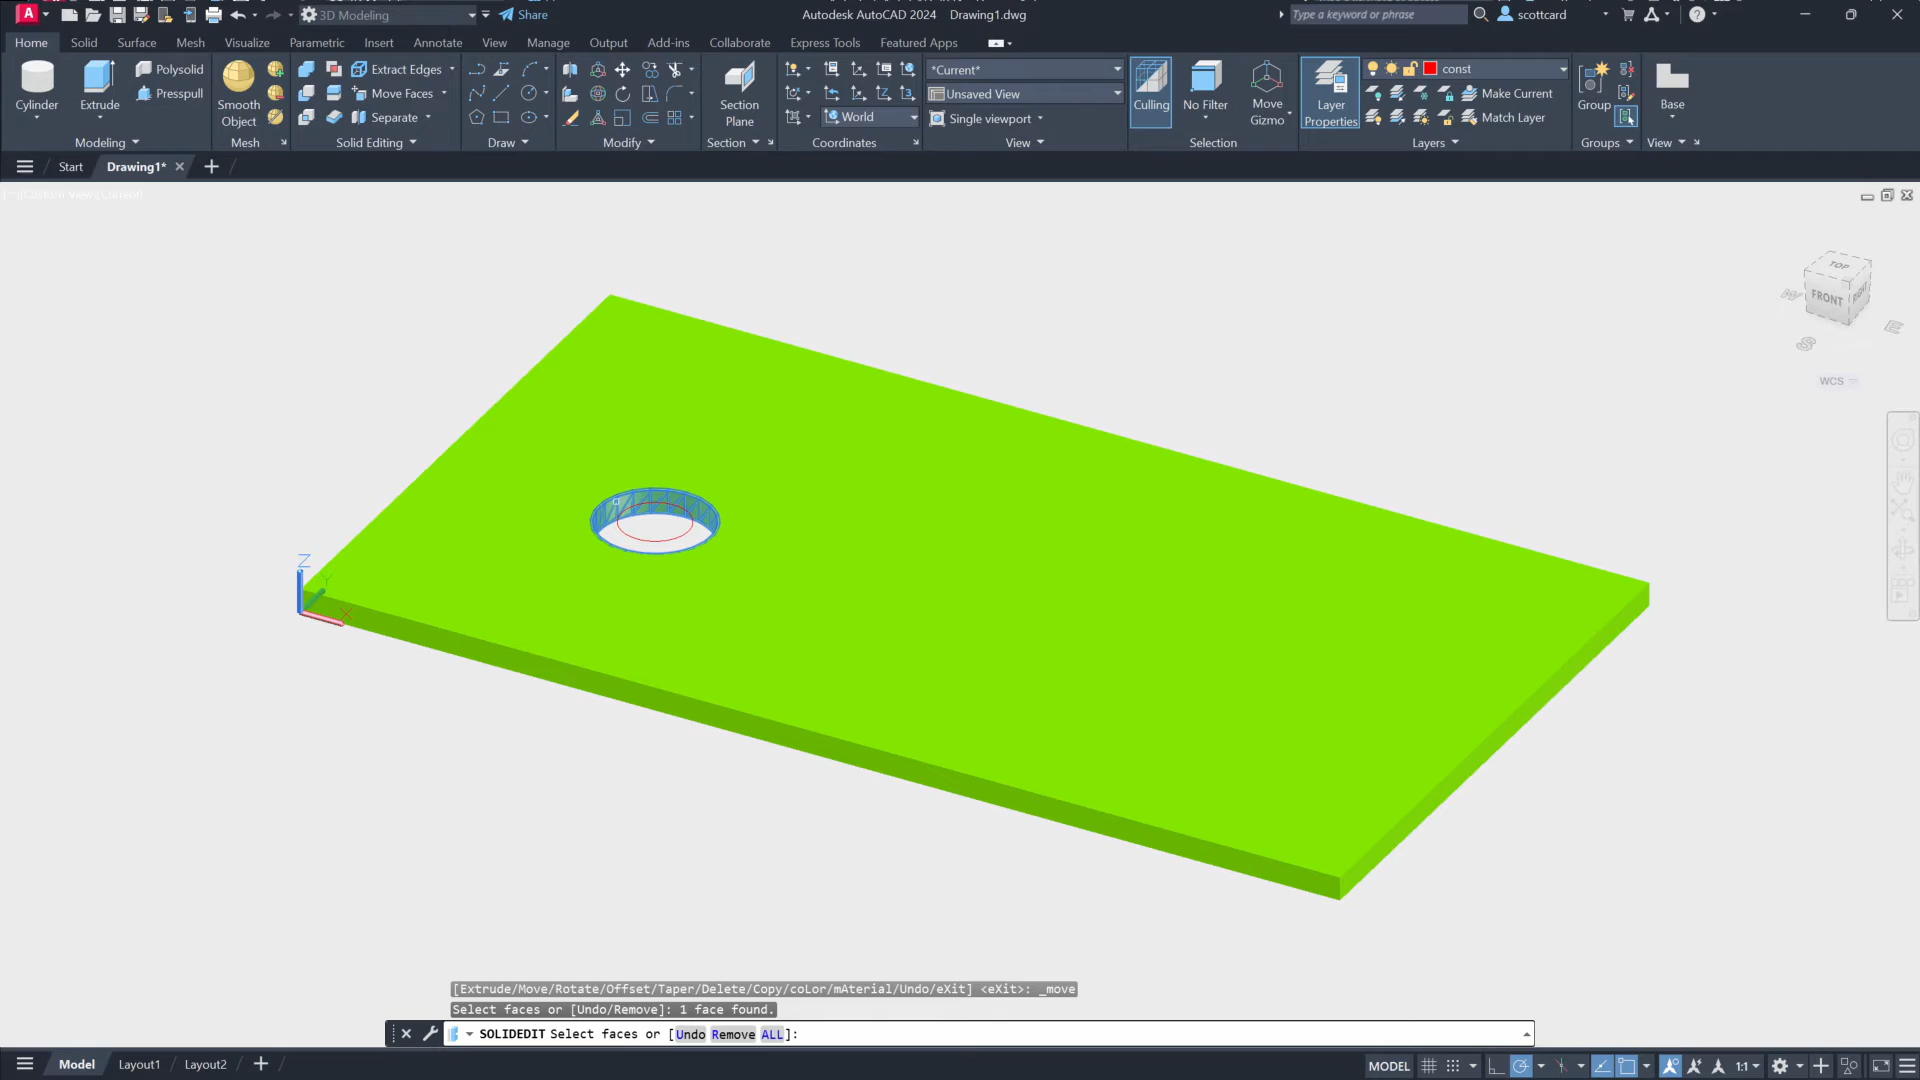 3D Modeling
Share
Autodesk AutoCAD 2024 Drawing1.dwg
Type a keyword or phrase
scottcard
Home Solid Surface Mesh Visualize Parametric Insert Annotate View Manage Output Add-ins Collaborate Express Tools Featured Apps
Cylinder
Extrude
Polysolid
Presspull
Smooth
Object
Extract Edges
Move Faces
Separate
Section
Plane
World
*Current*
Unsaved View
Single viewport
Culling
No Filter
Move
Gizmo
Layer
Properties
const
Make Current
Match Layer
Group
Base
Modeling Mesh Solid Editing Draw Modify Section Coordinates View Selection Layers Groups View
Start Drawing1*
TOP
FRONT
RIGHT
W
S
E
WCS
Z
Y
X
[Extrude/Move/Rotate/Offset/Taper/Delete/Copy/coLor/mAterial/Undo/eXit] <eXit>: _move
Select faces or [Undo/Remove]: 1 face found.
SOLIDEDIT Select faces or [Undo Remove ALL]:
Model Layout1 Layout2
MODEL
1:1